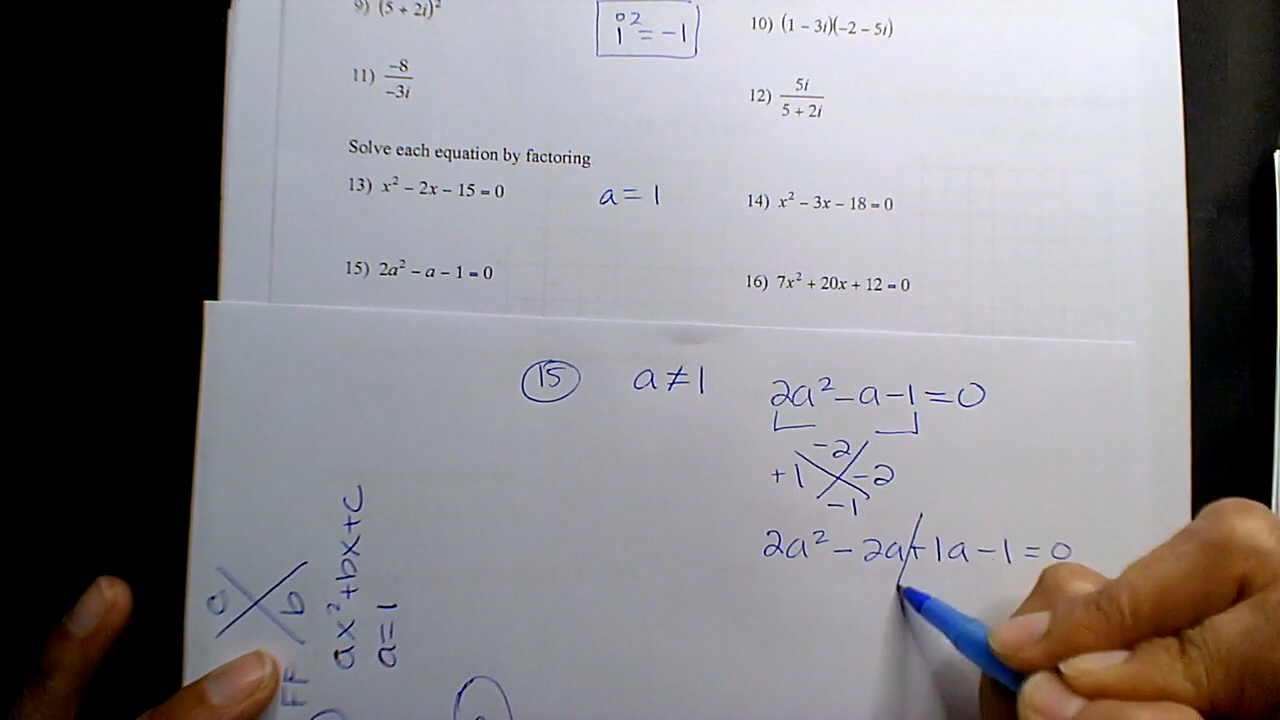 9) (5 + 2i)²
i² = -1
10) (1 − 3i)(−2 − 5i)
11) −8/−3i
12) 5i/5 + 2i
Solve each equation by factoring
13) x² − 2x − 15 = 0
a = 1
14) x² − 3x − 18 = 0
15) 2a² − a − 1 = 0
16) 7x² + 20x + 12 = 0
15
a ≠ 1
2a² − a − 1 = 0
−2
+1
−2
−1
2a² − 2a + 1a − 1 = 0
b
FF
ax² + bx + c
a = 1